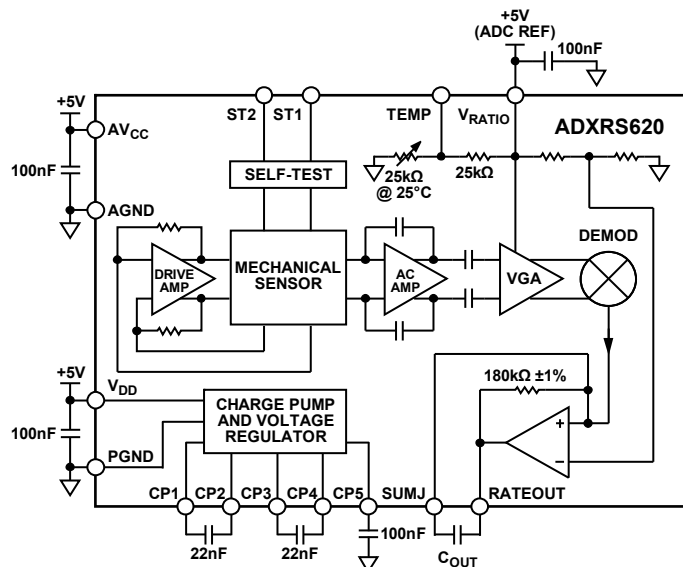 +5V
(ADC REF)
100nF
+5V
ST2
ST1
TEMP
VRATIO
ADXRS620
AVCC
100nF
25kΩ
@ 25°C
25kΩ
SELF-TEST
AGND
DEMOD
DRIVE
AMP
MECHANICAL
SENSOR
AC
AMP
VGA
+5V
VDD
180kΩ ±1%
100nF
CHARGE PUMP
AND VOLTAGE
REGULATOR
+
–
PGND
CP1
CP2
CP3
CP4
CP5
SUMJ
RATEOUT
22nF
22nF
100nF
COUT